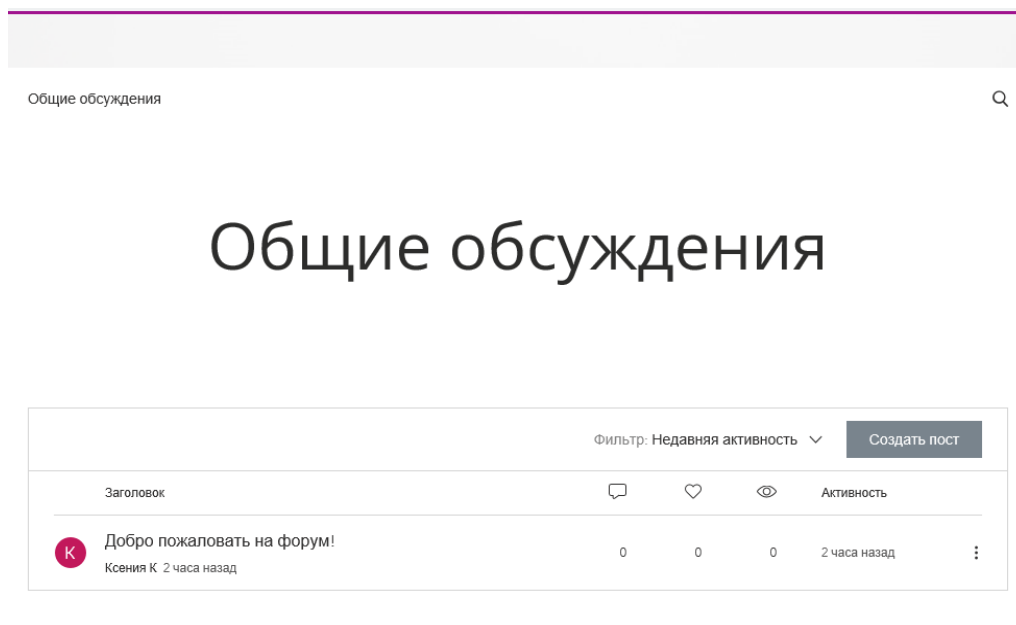 Общие обсуждения
Общие обсуждения
Фильтр: Недавняя активность Создать пост
Заголовок Активность
К Добро пожаловать на форум! 0 0 0 2 часа назад
Ксения К 2 часа назад